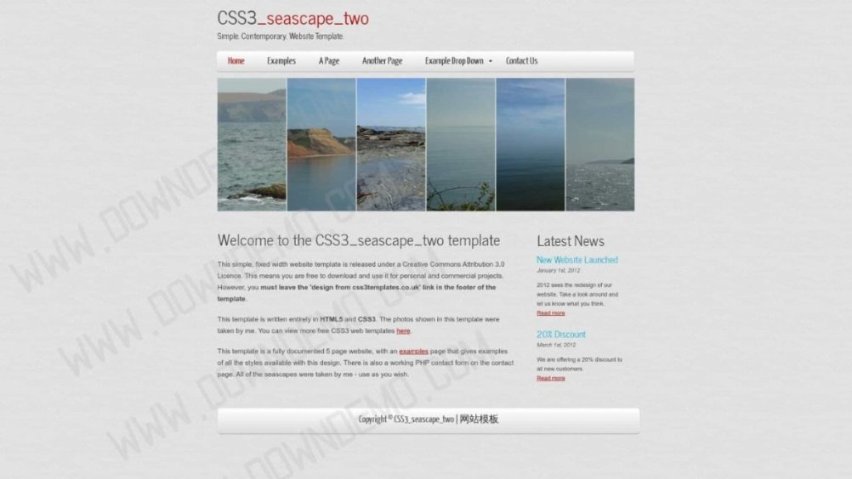 CSS3_seascape_two
Simple. Contemporary. Website Template.
Home Examples A Page Another Page Example Drop Down Contact Us
Welcome to the CSS3_seascape_two template
This simple, fixed width website template is released under a Creative Commons Attribution 3.0
Licence. This means you are free to download and use it for personal and commercial projects.
However, you must leave the 'design from css3templates.co.uk' link in the footer of the
template.
This template is written entirely in HTML5 and CSS3. The photos shown in this template were
taken by me. You can view more free CSS3 web templates here.
This template is a fully documented 5 page website, with an examples page that gives examples
of all the styles available with this design. There is also a working PHP contact form on the contact
page. All of the seascapes were taken by me - use as you wish.
Latest News
New Website Launched
January 1st, 2012
2012 sees the redesign of our
website. Take a look around and
let us know what you think.
Read more
20% Discount
March 1st, 2012
We are offering a 20% discount to
all new customers.
Read more
Copyright © CSS3_seascape_two | 网站模板
WWW.DOWNDEMO.COM
WWW.DOWNDEMO.COM
WWW.DOWNDEMO.COM
WWW.DOWNDEMO.COM